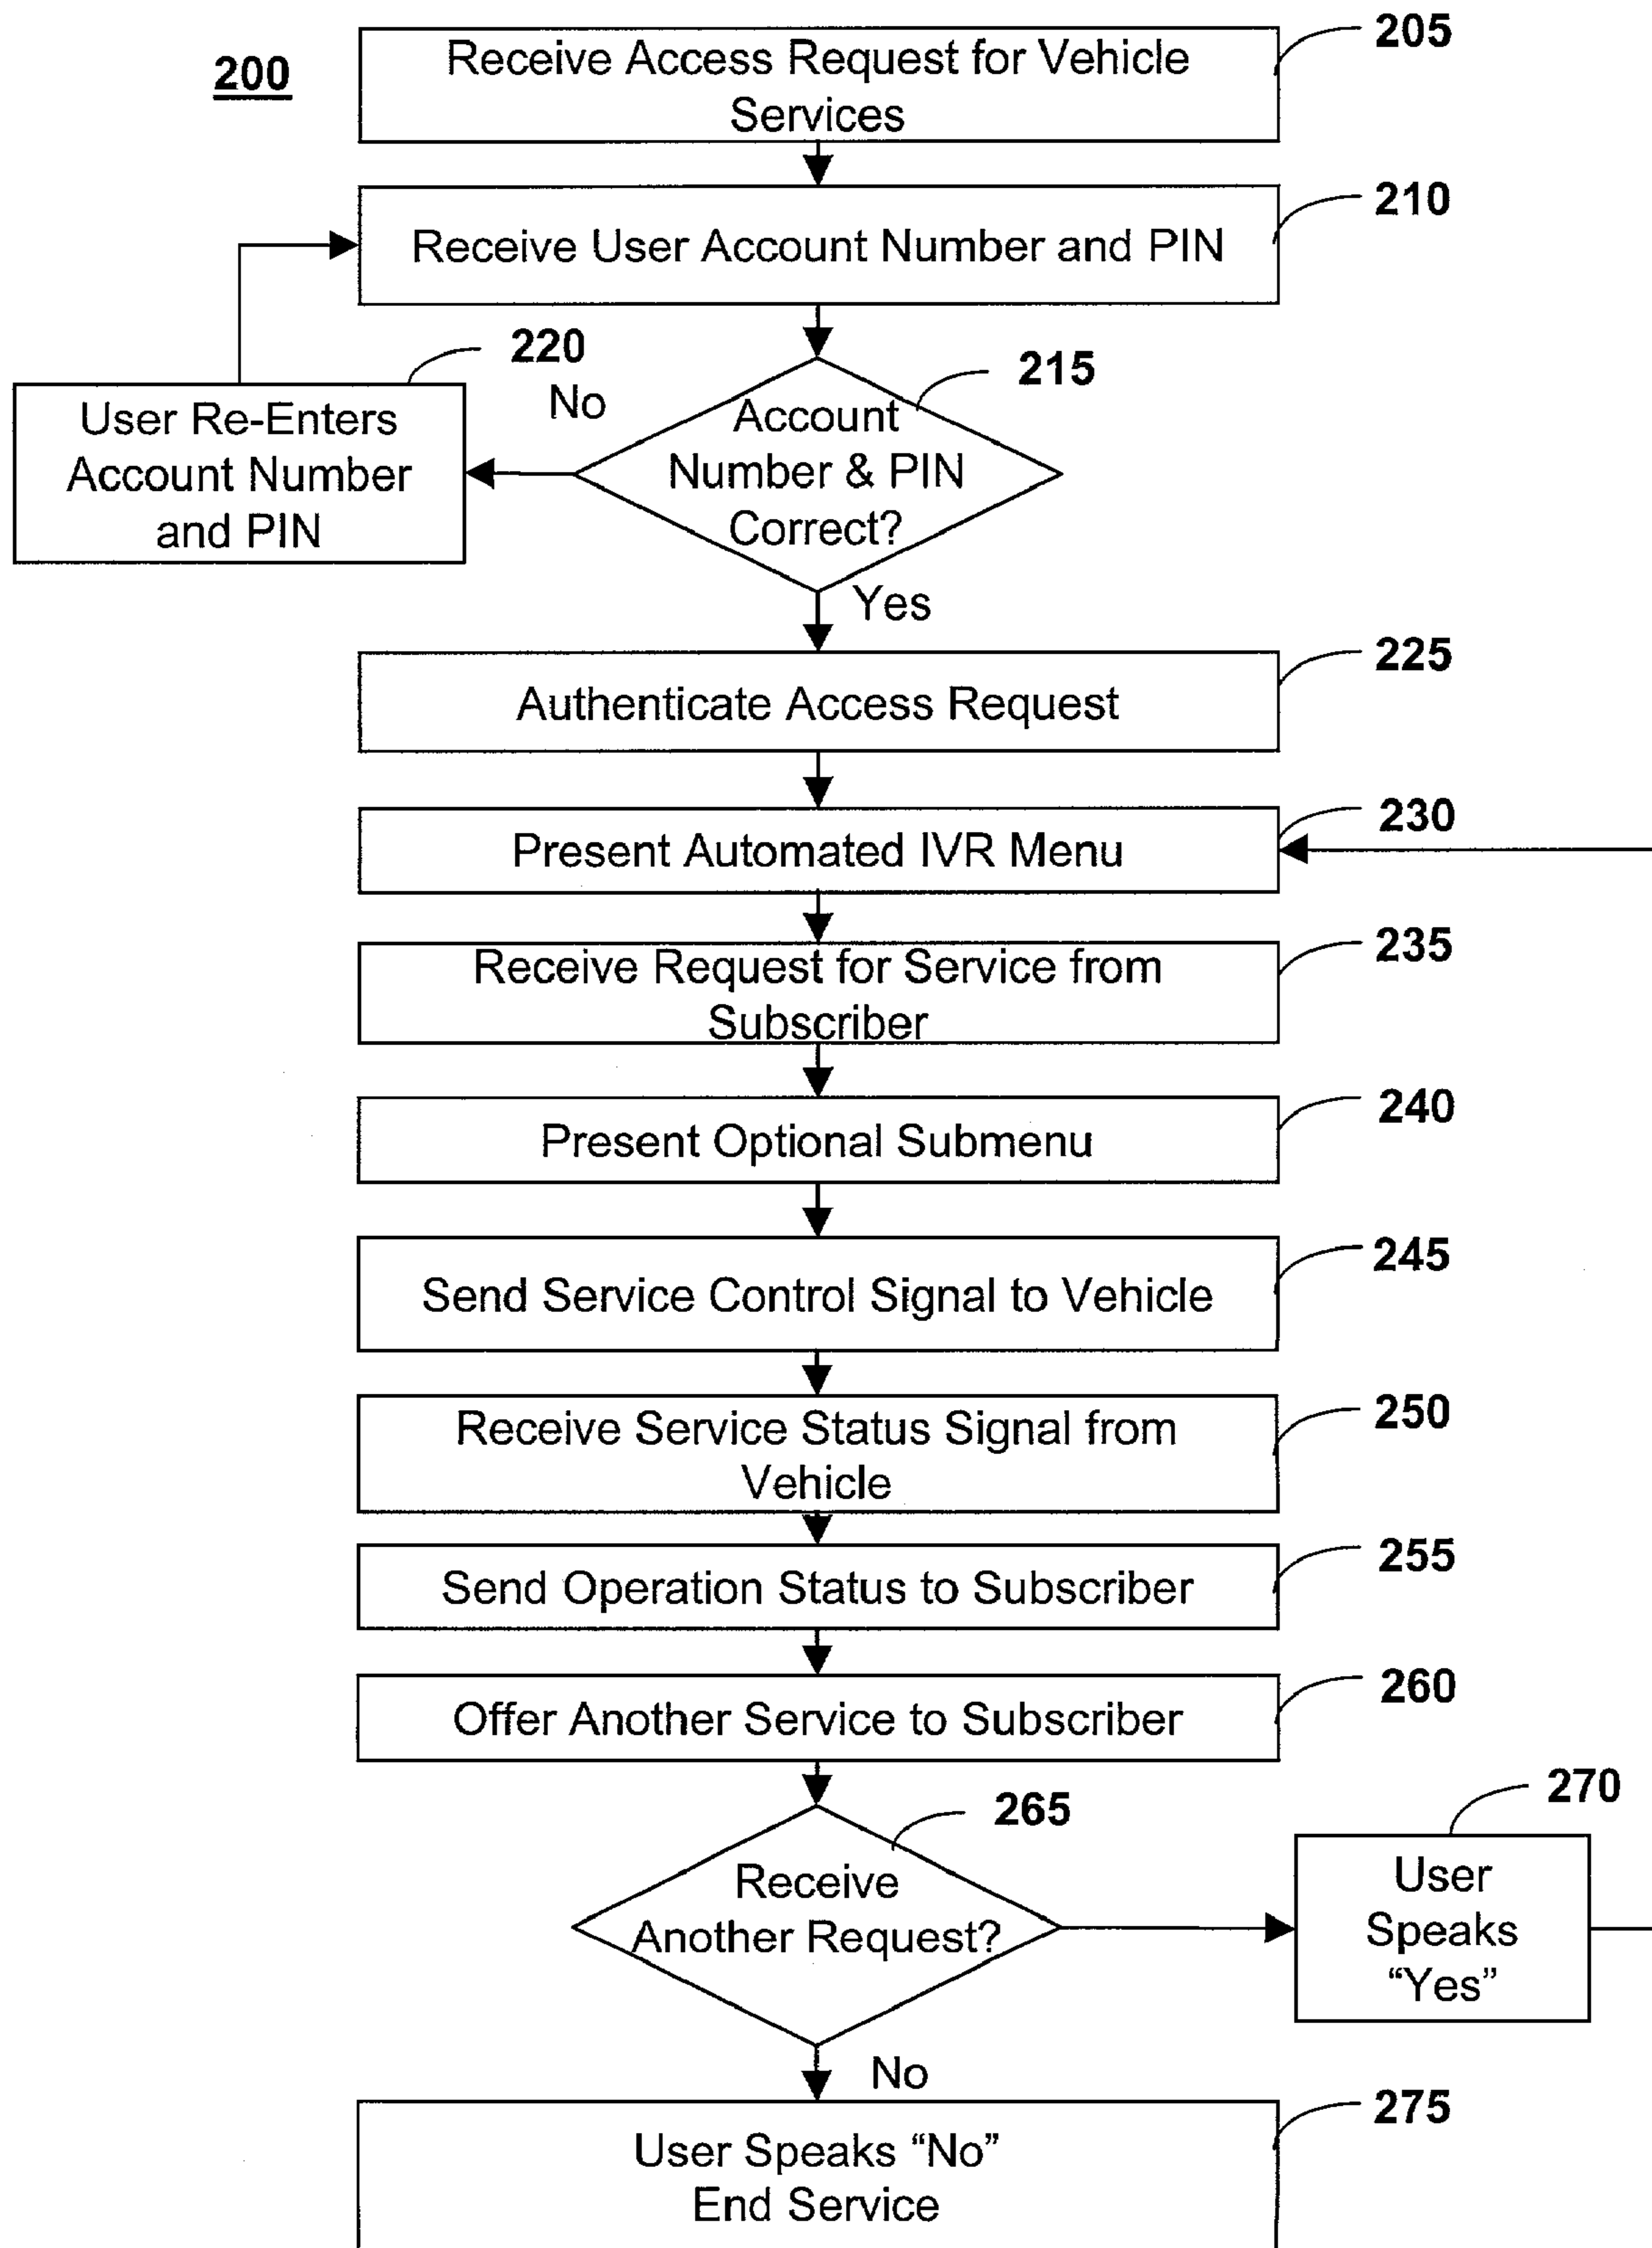 200
Receive Access Request for Vehicle
Services
205
Receive User Account Number and PIN
210
220
User Re-Enters
Account Number
and PIN
No
215
Account
Number & PIN
Correct?
Yes
225
Authenticate Access Request
230
Present Automated IVR Menu
235
Receive Request for Service from
Subscriber
240
Present Optional Submenu
245
Send Service Control Signal to Vehicle
250
Receive Service Status Signal from
Vehicle
255
Send Operation Status to Subscriber
260
Offer Another Service to Subscriber
265
Receive
Another Request?
270
User
Speaks
“Yes”
No
275
User Speaks “No”
End Service